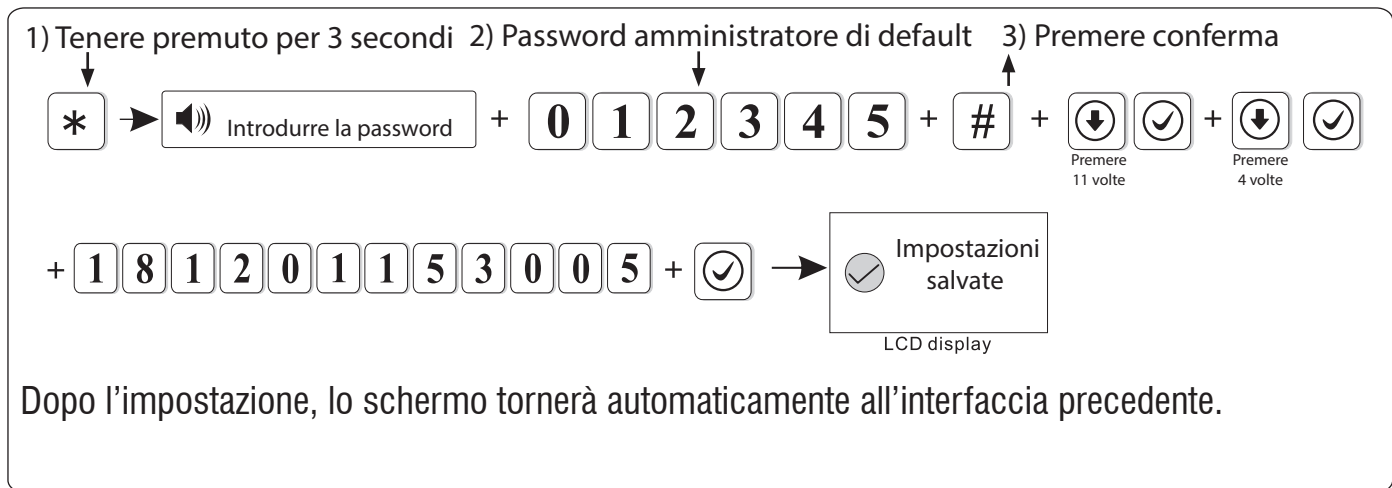 1) Tenere premuto per 3 secondi 2) Password amministratore di default 3) Premere conferma
* Introdurre la password + 0 1 2 3 4 5 + # + +
Premere 11 volte
Premere 4 volte
+ 1 8 1 2 0 1 1 5 3 0 0 5 +
Impostazioni
salvate
LCD display
Dopo l'impostazione, lo schermo tornerà automaticamente all'interfaccia precedente.